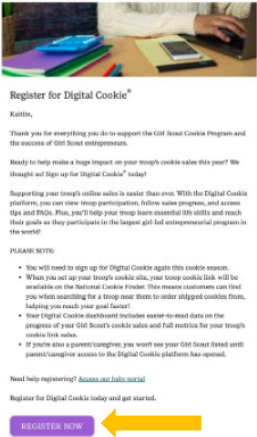 Register for Digital Cookie®
Kaitlin,
Thank you for everything you do to support the Girl Scout Cookie Program and
the success of Girl Scout entrepreneurs.
Ready to help make a huge impact on your troop's cookie sales this year? We
thought so! Sign up for Digital Cookie® today!
Supporting your troop's online sales is easier than ever. With the Digital Cookie
platform, you can view troop participation, follow sales progress, and access
tips and FAQs. Plus, you'll help your troop learn essential life skills and reach
their goals as they participate in the largest girl-led entrepreneurial program in
the world!
PLEASE NOTE:
• You will need to sign up for Digital Cookie again this cookie season.
• When you set up your troop's cookie site, your troop cookie link will be
available on the National Cookie Finder. This means customers can find
you when searching for a troop near them to order shipped cookies from,
helping you reach your goal faster!
• Your Digital Cookie dashboard includes easier-to-read data on the
progress of your Girl Scout's cookie sales and full metrics for your troop's
cookie link sales.
• If you're also a parent/caregiver, you won't see your Girl Scout listed until
parent/caregiver access to the Digital Cookie platform has opened.
Need help registering? Access our help portal
Register for Digital Cookie today and get started.
REGISTER NOW